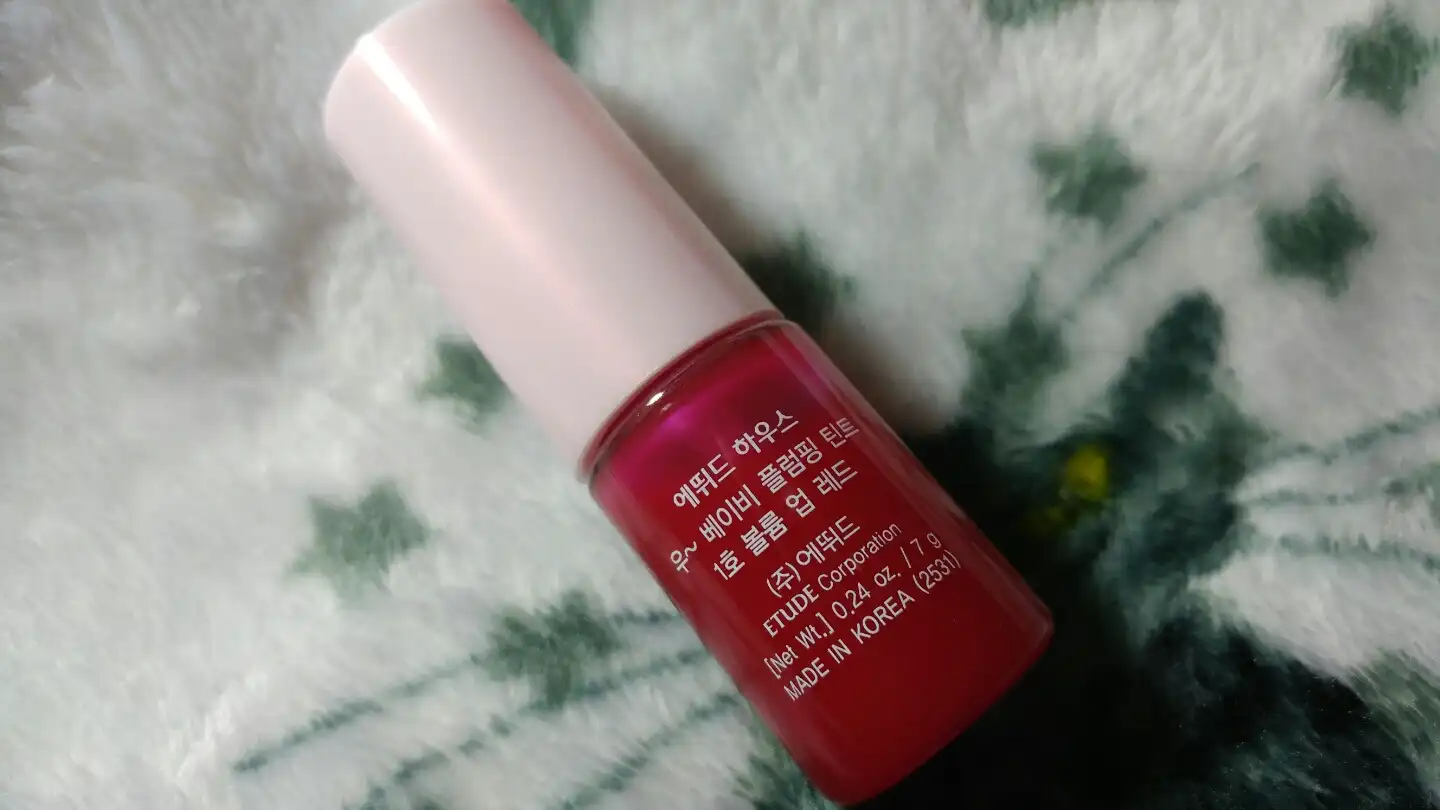 에뛰드 하우스
우~ 베이비 플럼핑 틴트
1호 볼륨 업 레드
(주)에뛰드
ETUDE Corporation
[Net Wt.] 0.24 oz. / 7 g
MADE IN KOREA (2531)